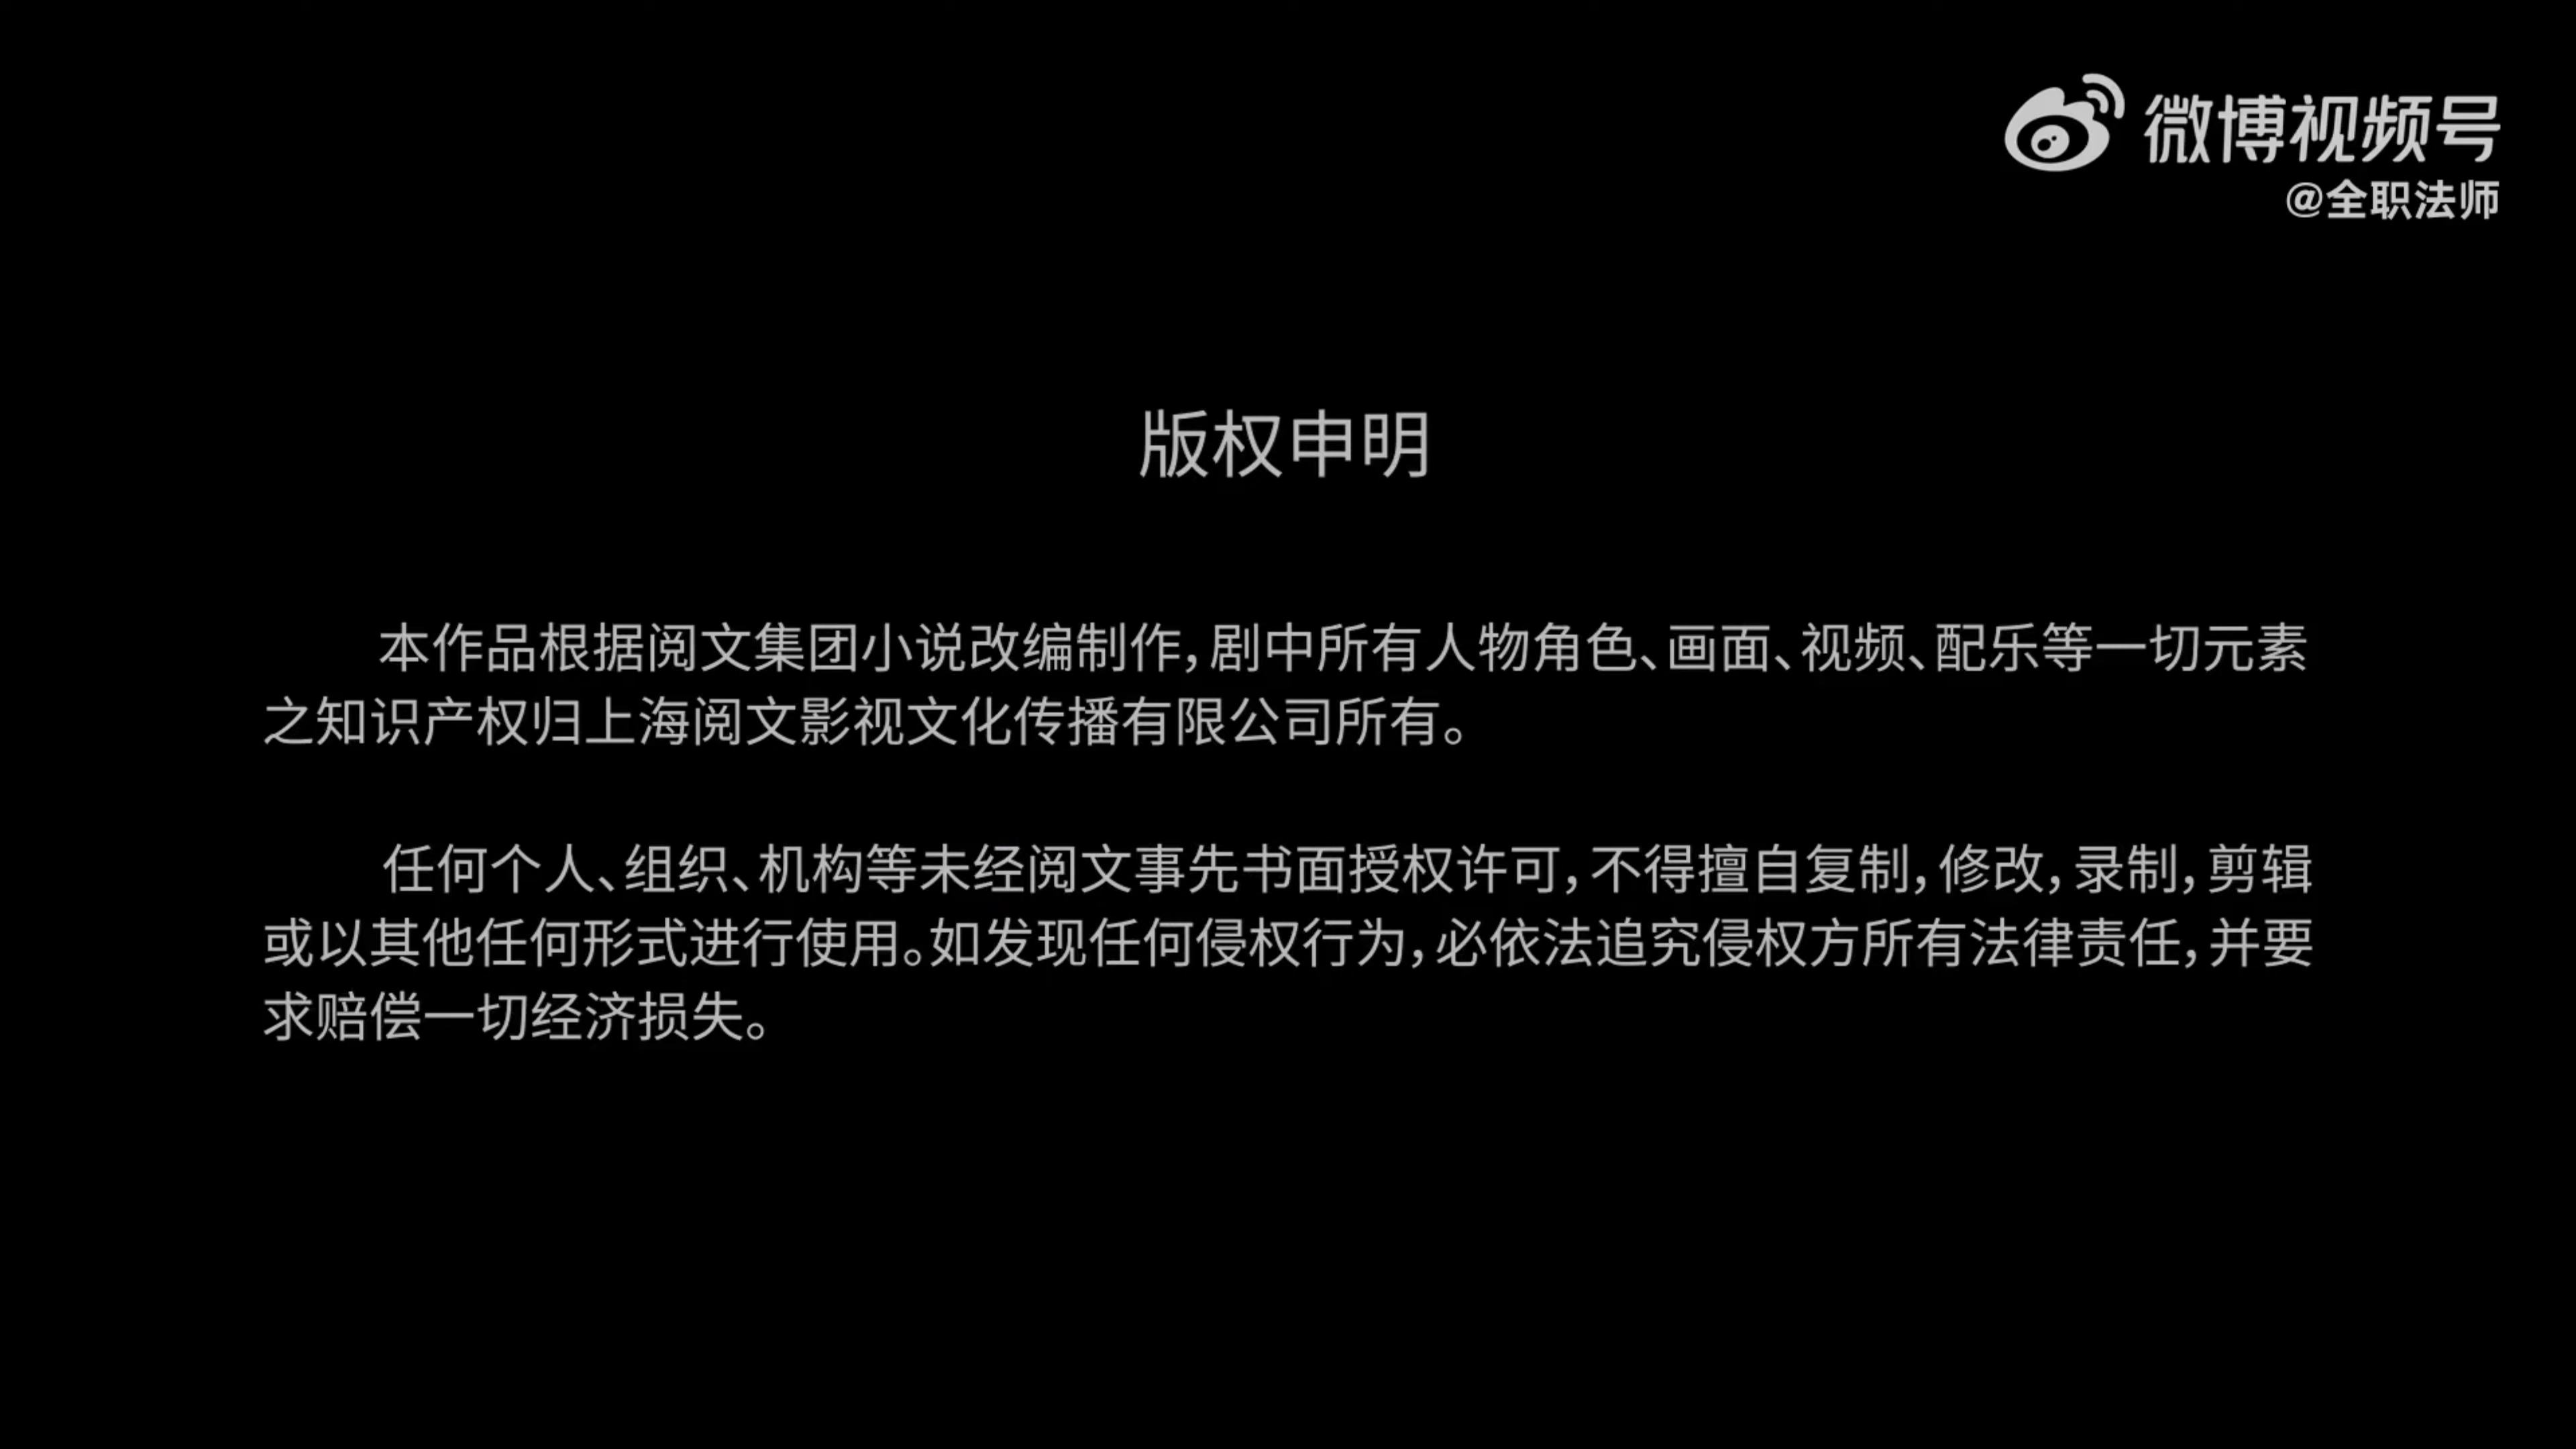 微博视频号
@全职法师
版权申明
本作品根据阅文集团小说改编制作,剧中所有人物角色、画面、视频、配乐等一切元素
之知识产权归上海阅文影视文化传播有限公司所有。
任何个人、组织、机构等未经阅文事先书面授权许可,不得擅自复制,修改,录制,剪辑
或以其他任何形式进行使用。如发现任何侵权行为,必依法追究侵权方所有法律责任,并要
求赔偿一切经济损失。